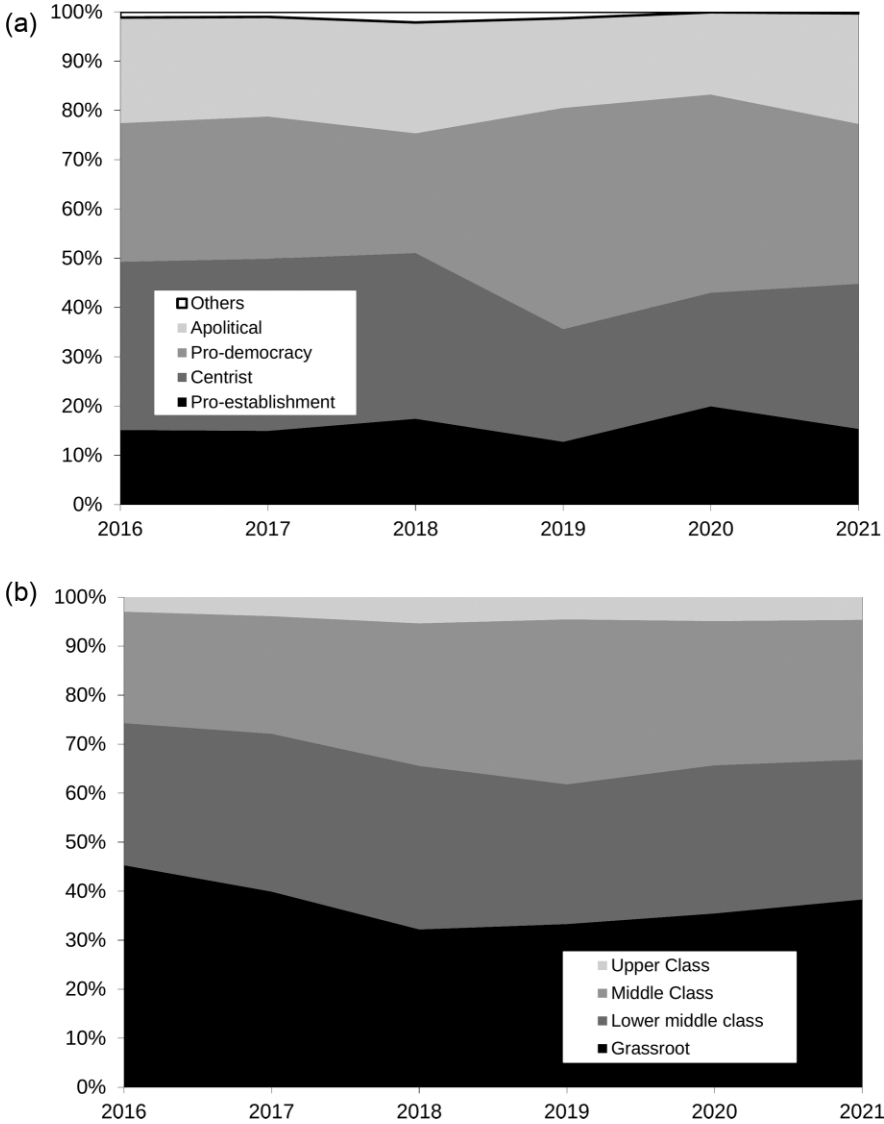 (a)
100%
90%
80%
70%
60%
50%
40%
30%
20%
10%
0%
Others
Apolitical
Pro-democracy
Centrist
Pro-establishment
2016 2017 2018 2019 2020 2021
(b)
100%
90%
80%
70%
60%
50%
40%
30%
20%
10%
0%
Upper Class
Middle Class
Lower middle class
Grassroot
2016 2017 2018 2019 2020 2021